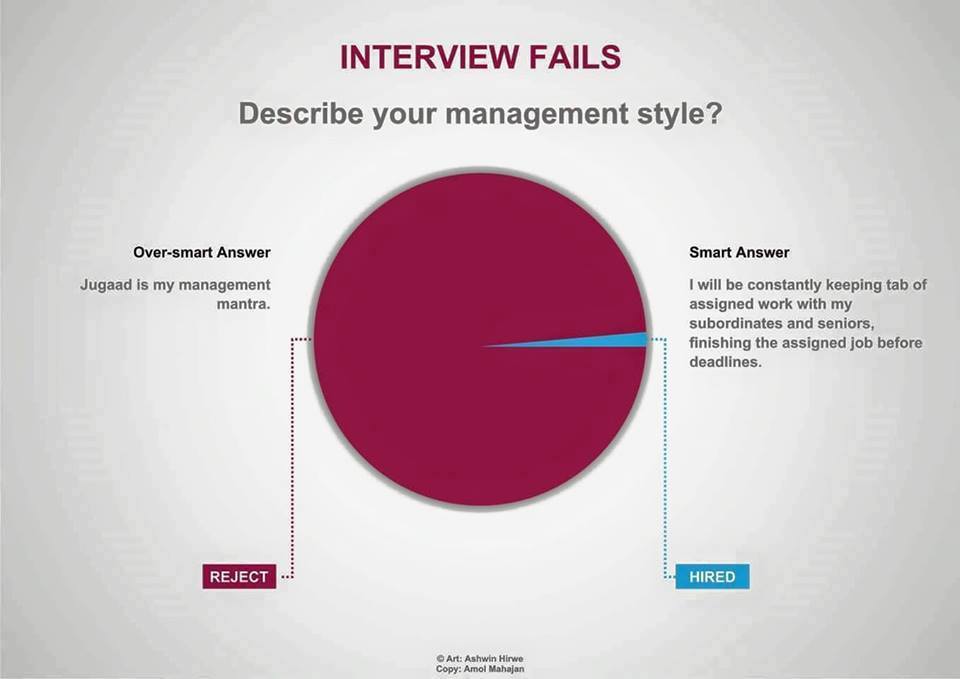 INTERVIEW FAILS
Describe your management style?
Over-smart Answer
Jugaad is my management
mantra.
REJECT
Smart Answer
I will be constantly keeping tab of
assigned work with my
subordinates and seniors,
finishing the assigned job before
deadlines.
HIRED
© Art: Ashwin Hirwe
Copy: Amol Mahajan